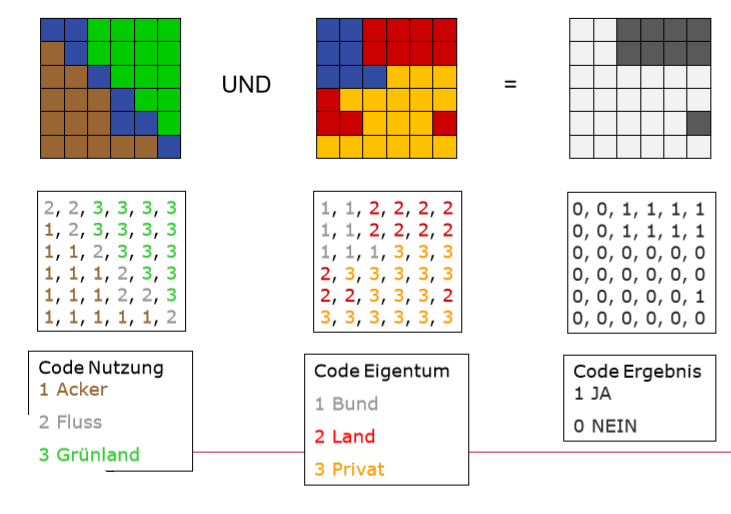 UND
=
2, 2, 3, 3, 3, 3
1, 2, 3, 3, 3, 3
1, 1, 2, 3, 3, 3
1, 1, 1, 2, 3, 3
1, 1, 1, 2, 2, 3
1, 1, 1, 1, 1, 2
1, 1, 2, 2, 2, 2
1, 1, 2, 2, 2, 2
1, 1, 1, 3, 3, 3
2, 3, 3, 3, 3, 3
2, 2, 3, 3, 3, 2
3, 3, 3, 3, 3, 3
0, 0, 1, 1, 1, 1
0, 0, 1, 1, 1, 1
0, 0, 0, 0, 0, 0
0, 0, 0, 0, 0, 0
0, 0, 0, 0, 0, 1
0, 0, 0, 0, 0, 0
Code Nutzung
1 Acker
2 Fluss
3 Grünland
Code Eigentum
1 Bund
2 Land
3 Privat
Code Ergebnis
1 JA
0 NEIN